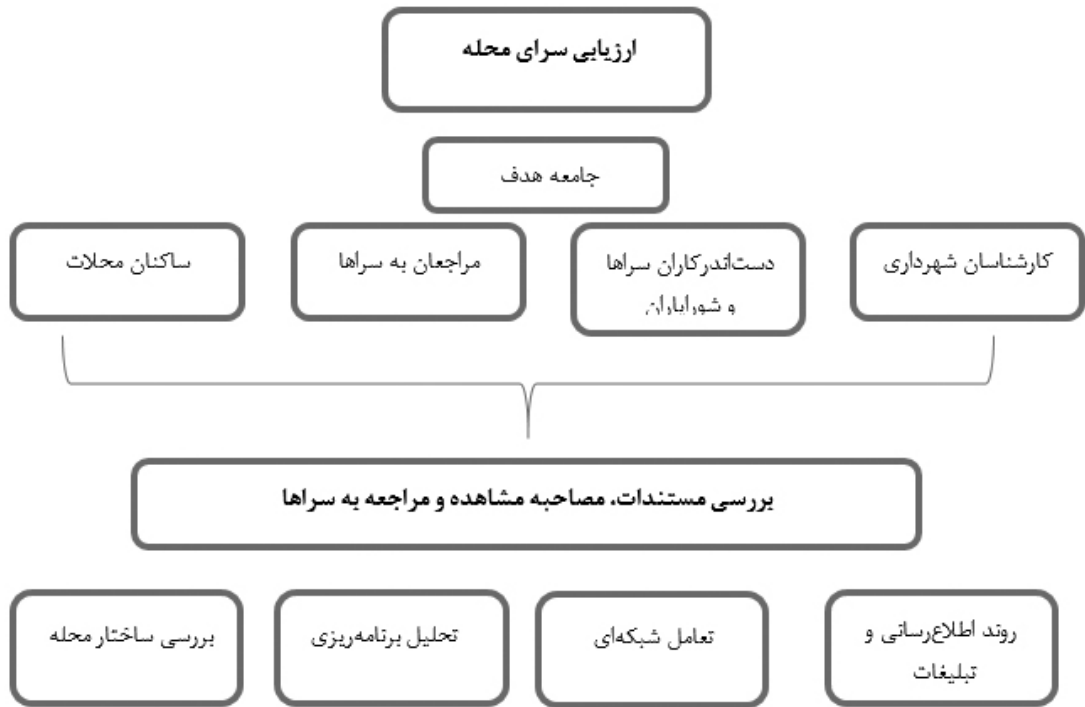 ارزیابی سرای محله
جامعه هدف
کارشناسان شهرداری
دست‌اندرکاران سراها
و شورایاران
مراجعان به سراها
ساکنان محلات
بررسی مستندات، مصاحبه مشاهده و مراجعه به سراها
روند اطلاع‌رسانی و
تبلیغات
تعامل شبکه‌ای
تحلیل برنامه‌ریزی
بررسی ساختار محله